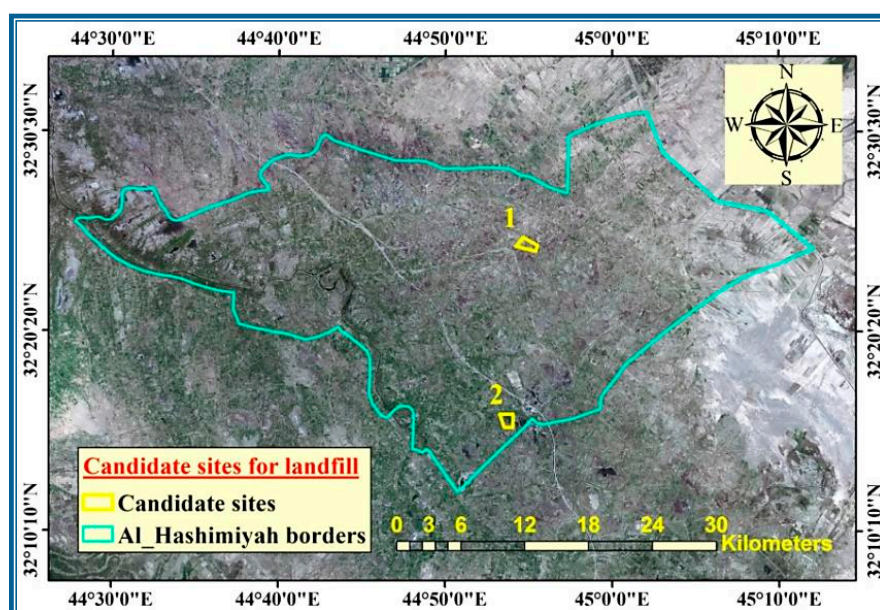 44°30'0"E 44°40'0"E 44°50'0"E 45°0'0"E 45°10'0"E
N
W E
S
32°30'30"N
32°30'30"N
1
32°20'20"N
32°20'20"N
2
Candidate sites for landfill
Candidate sites
Al_Hashimiyah borders
0 3 6 12 18 24 30
Kilometers
32°10'10"N
32°10'10"N
44°30'0"E 44°40'0"E 44°50'0"E 45°0'0"E 45°10'0"E